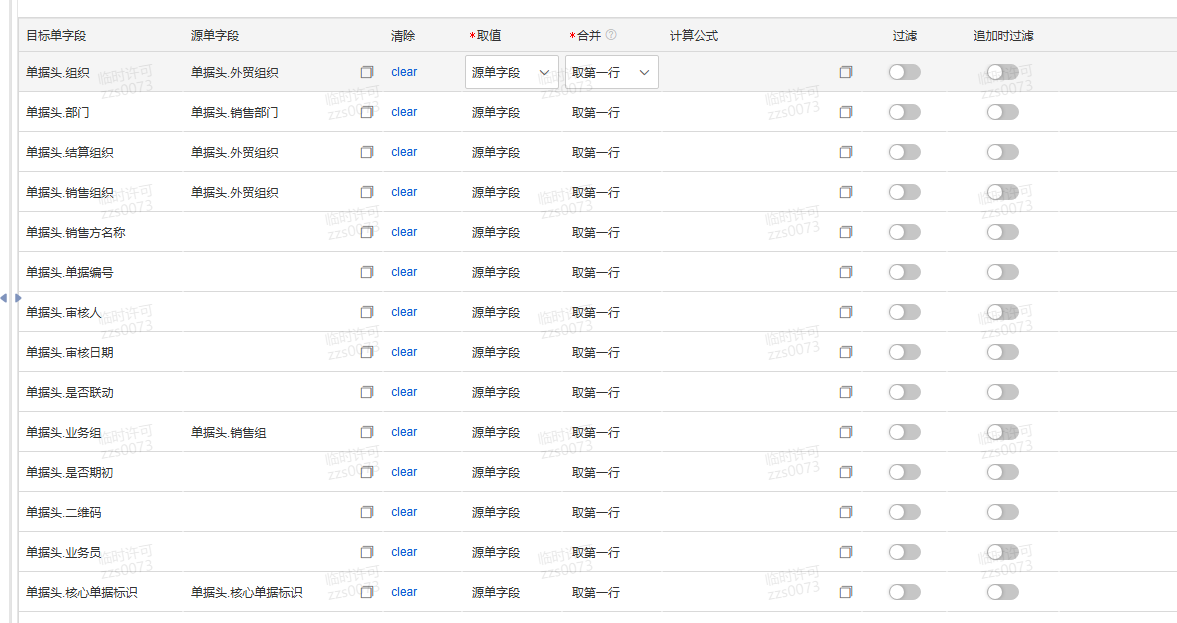 目标单字段 源单字段 清除 *取值 *合并 ? 计算公式 过滤 追加时过滤
单据头.组织 单据头.外贸组织 clear 源单字段 取第一行
单据头.部门 单据头.销售部门 clear 源单字段 取第一行
单据头.结算组织 单据头.外贸组织 clear 源单字段 取第一行
单据头.销售组织 单据头.外贸组织 clear 源单字段 取第一行
单据头.销售方名称 clear 源单字段 取第一行
单据头.单据编号 clear 源单字段 取第一行
单据头.审核人 clear 源单字段 取第一行
单据头.审核日期 clear 源单字段 取第一行
单据头.是否联动 clear 源单字段 取第一行
单据头.业务组 单据头.销售组 clear 源单字段 取第一行
单据头.是否期初 clear 源单字段 取第一行
单据头.二维码 clear 源单字段 取第一行
单据头.业务员 clear 源单字段 取第一行
单据头.核心单据标识 单据头.核心单据标识 clear 源单字段 取第一行
临时许可
zzs0073